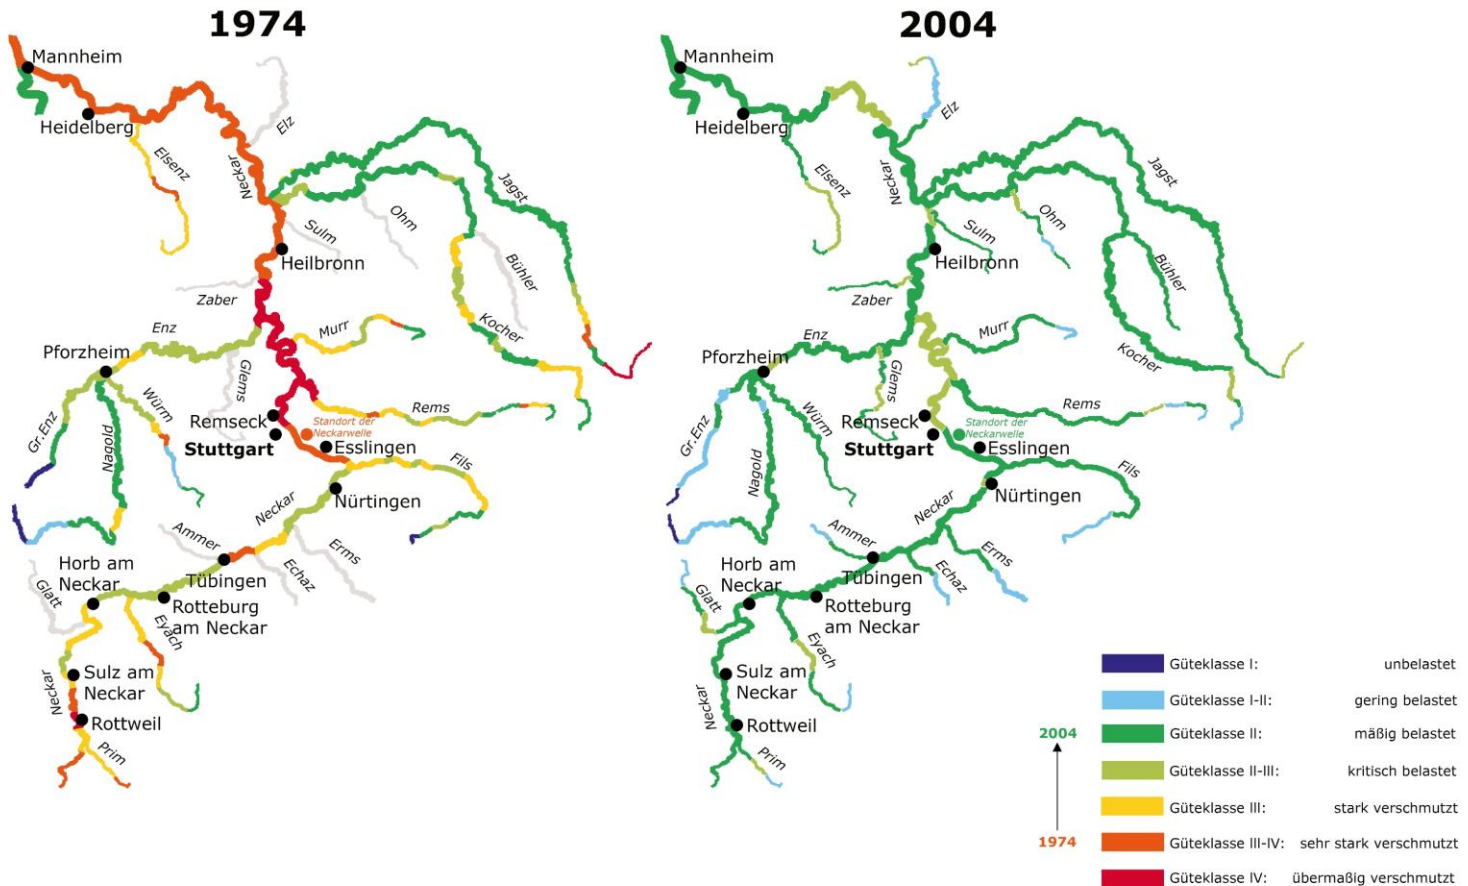 1974
Mannheim
Heidelberg
Elz
Elsenz
Neckar
Jagst
Ohrn
Sulm
Heilbronn
Bühler
Zaber
Enz
Murr
Kocher
Pforzheim
Glems
Würm
Rems
Gr.Enz
Nagold
Remseck
Standort der
Neckarwelle
Stuttgart
Esslingen
Fils
Nürtingen
Neckar
Ammer
Erms
Echaz
Horb am
Neckar
Tübingen
Glatt
Rotteburg
am Neckar
Eyach
Sulz am
Neckar
Neckar
Rottweil
Prim
2004
Mannheim
Heidelberg
Elz
Elsenz
Neckar
Jagst
Ohrn
Sulm
Heilbronn
Bühler
Zaber
Enz
Murr
Kocher
Pforzheim
Glems
Würm
Rems
Gr.Enz
Nagold
Remseck
Standort der
Neckarwelle
Stuttgart
Esslingen
Fils
Nürtingen
Neckar
Ammer
Erms
Echaz
Horb am
Neckar
Tübingen
Glatt
Rotteburg
am Neckar
Eyach
Sulz am
Neckar
Neckar
Rottweil
Prim
Güteklasse I: unbelastet
Güteklasse I-II: gering belastet
2004 Güteklasse II: mäßig belastet
Güteklasse II-III: kritisch belastet
Güteklasse III: stark verschmutzt
1974 Güteklasse III-IV: sehr stark verschmutzt
Güteklasse IV: übermaßig verschmutzt